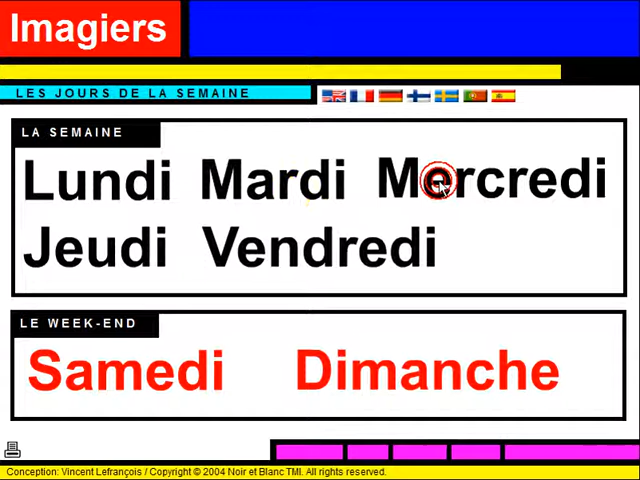 Imagiers
LES JOURS DE LA SEMAINE
LA SEMAINE
Lundi Mardi Mercredi
Jeudi Vendredi
LE WEEK-END
Samedi Dimanche
Conception: Vincent Lefrançois / Copyright © 2004 Noir et Blanc TMI. All rights reserved.